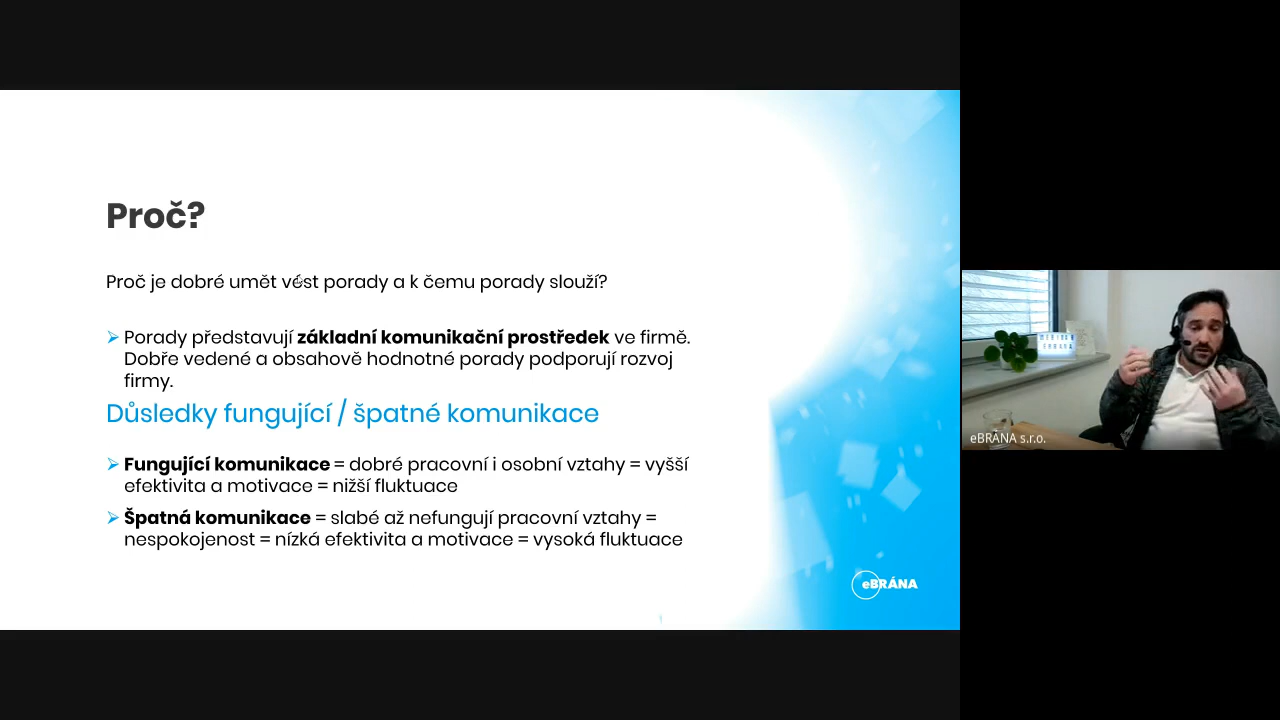 Proč?
Proč je dobré umět vést porady a k čemu porady slouží?
Porady představují základní komunikační prostředek ve firmě.
Dobře vedené a obsahově hodnotné porady podporují rozvoj
firmy.
Důsledky fungující / špatné komunikace
Fungující komunikace = dobré pracovní i osobní vztahy = vyšší
efektivita a motivace = nižší fluktuace
Špatná komunikace = slabé až nefungují pracovní vztahy =
nespokojenost = nízká efektivita a motivace = vysoká fluktuace
eBRÁNA
eBRÁNA s.r.o.